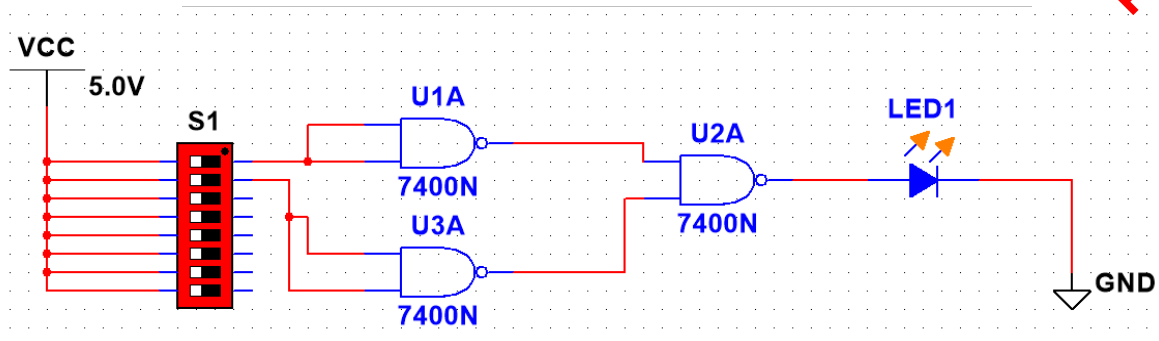 VCC
5.0V
S1
U1A
7400N
U3A
7400N
U2A
7400N
LED1
GND